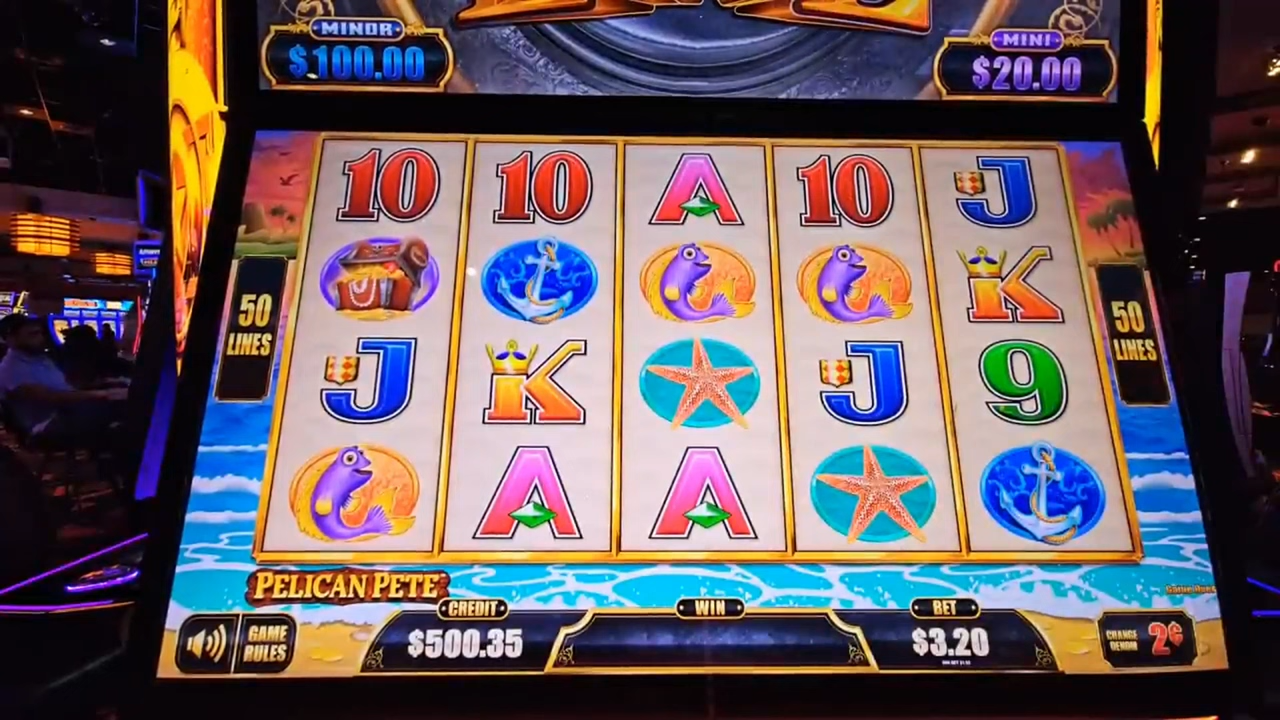 MINOR
$100.00
MINI
$20.00
10 10 A 10 J
K
J K J 9
A A
50 LINES
50 LINES
PELICAN PETE
CREDIT
$500.35
WIN
BET
$3.20
GAME RULES
CHANGE DENOM
2¢